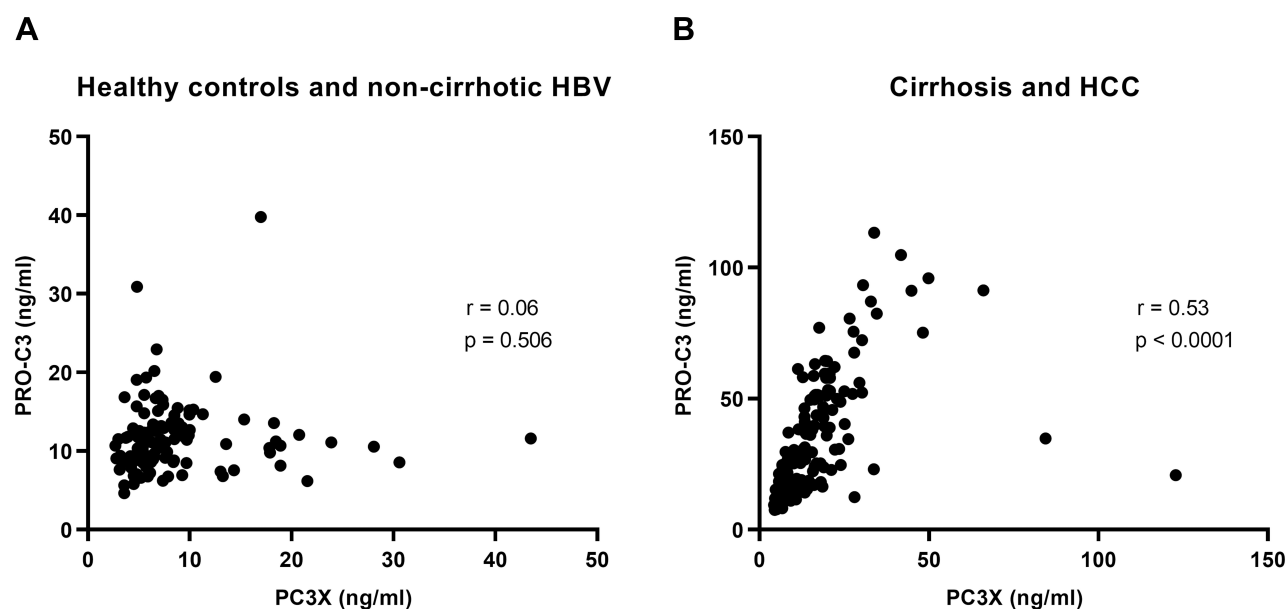 A
Healthy controls and non-cirrhotic HBV
50
40
30
20
10
0
PRO-C3 (ng/ml)
r = 0.06
p = 0.506
0 10 20 30 40 50
PC3X (ng/ml)
B
Cirrhosis and HCC
150
100
50
0
PRO-C3 (ng/ml)
r = 0.53
p < 0.0001
0 50 100 150
PC3X (ng/ml)